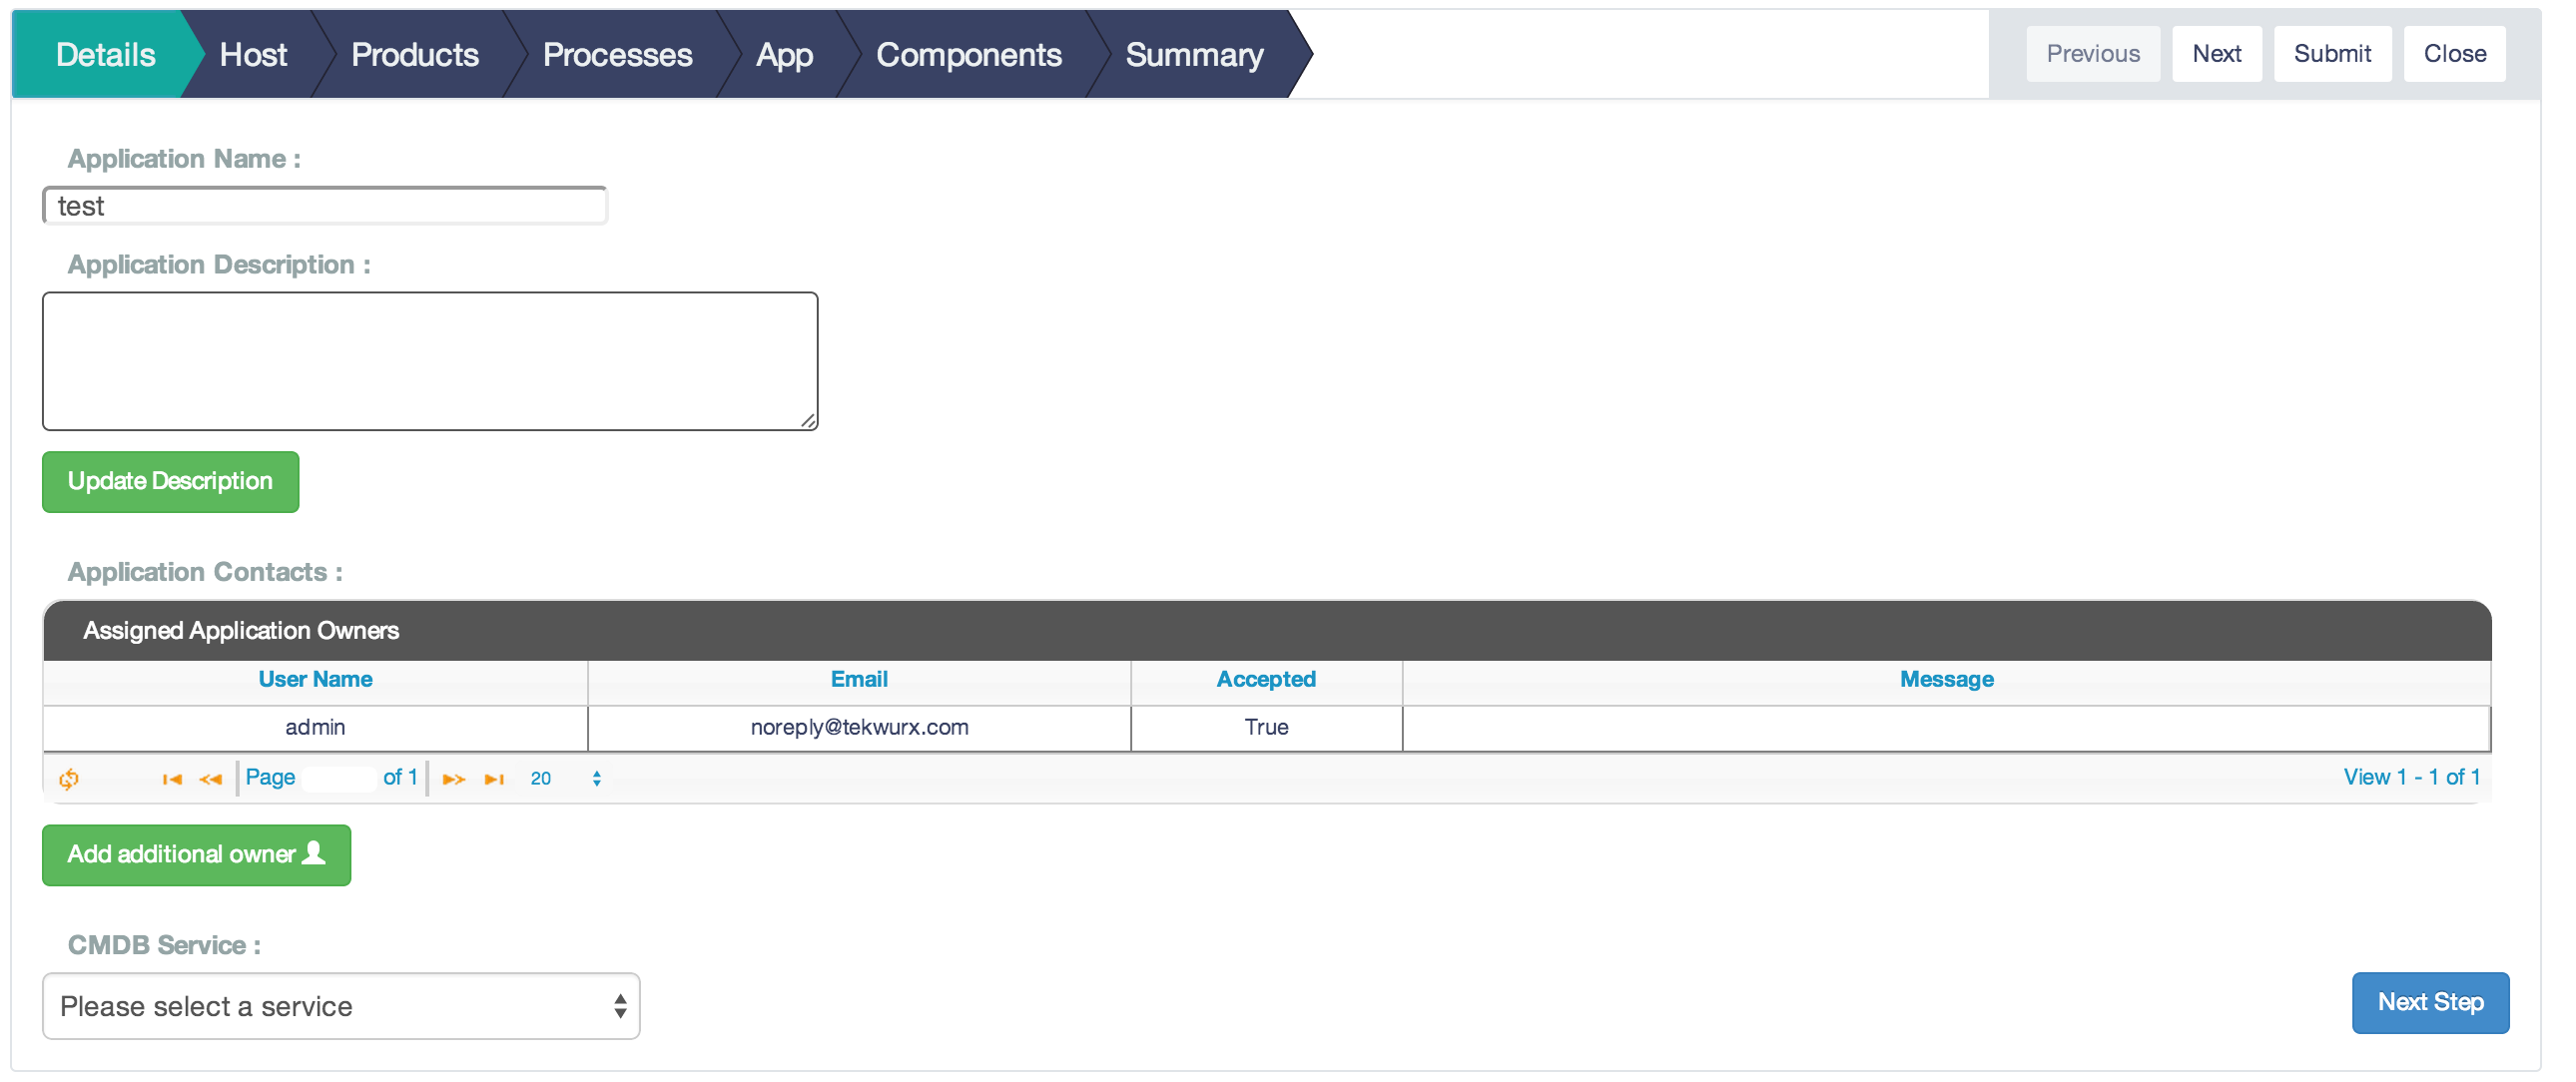 Details Host Products Processes App Components Summary Previous Next Submit Close
Application Name :
test
Application Description :
Update Description
Application Contacts :
Assigned Application Owners
User Name Email Accepted Message
admin noreply@tekwurx.com True
Page of 1 20 View 1 - 1 of 1
Add additional owner
CMDB Service :
Please select a service
Next Step